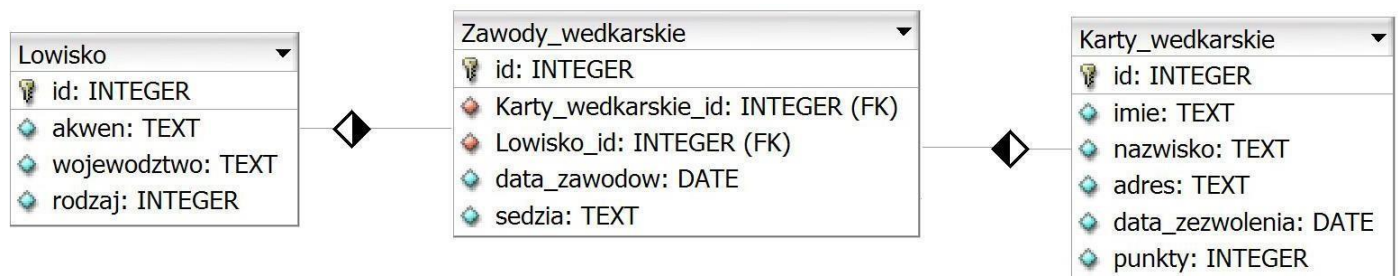 Lowisko
id: INTEGER
akwen: TEXT
wojewodztwo: TEXT
rodzaj: INTEGER
Zawody_wedkarskie
id: INTEGER
Karty_wedkarskie_id: INTEGER (FK)
Lowisko_id: INTEGER (FK)
data_zawodow: DATE
sedzia: TEXT
Karty_wedkarskie
id: INTEGER
imie: TEXT
nazwisko: TEXT
adres: TEXT
data_zezwolenia: DATE
punkty: INTEGER